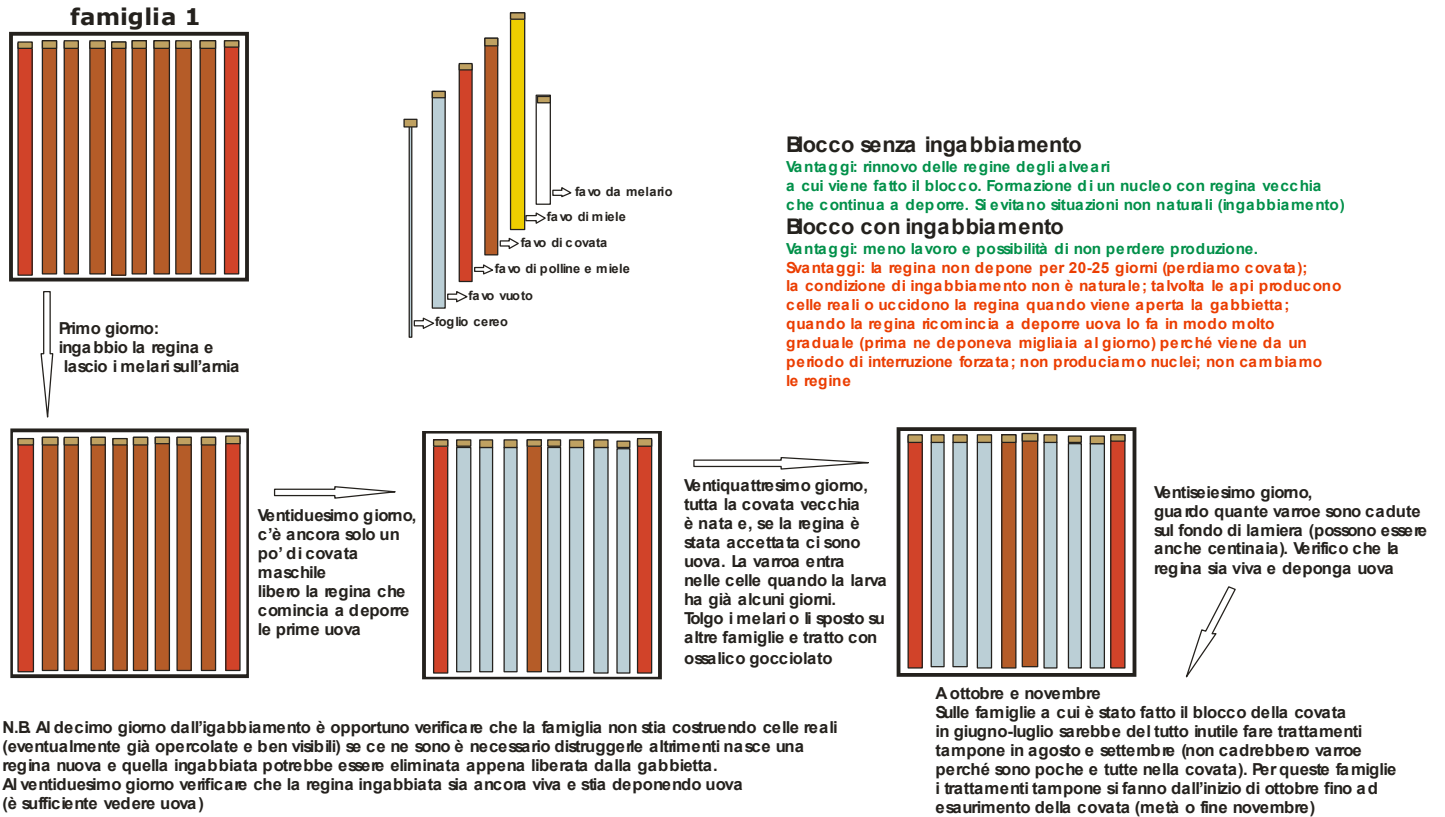 famiglia 1
favo da melario
favo di miele
favo di covata
favo di polline e miele
favo vuoto
foglio cereo
Blocco senza ingabbiamento
Vantaggi: rinnovo delle regine degli alveari
a cui viene fatto il blocco. Formazione di un nucleo con regina vecchia
che continua a deporre. Si evitano situazioni non naturali (ingabbiamento)
Blocco con ingabbiamento
Vantaggi: meno lavoro e possibilità di non perdere produzione.
Svantaggi: la regina non depone per 20-25 giorni (perdiamo covata);
la condizione di ingabbiamento non è naturale; talvolta le api producono
celle reali o uccidono la regina quando viene aperta la gabbietta;
quando la regina ricomincia a deporre uova lo fa in modo molto
graduale (prima ne deponeva migliaia al giorno) perché viene da un
periodo di interruzione forzata; non produciamo nuclei; non cambiamo
le regine
Primo giorno:
ingabbio la regina e
lascio i melari sull'arnia
Ventiduesimo giorno,
c'è ancora solo un
po' di covata
maschile
libero la regina che
comincia a deporre
le prime uova
Ventiquattresimo giorno,
tutta la covata vecchia
è nata e, se la regina è
stata accettata ci sono
uova. La varroa entra
nelle celle quando la larva
ha già alcuni giorni.
Tolgo i melari o li sposto su
altre famiglie e tratto con
ossalico gocciolato
Ventiseiesimo giorno,
guardo quante varroe sono cadute
sul fondo di lamiera (possono essere
anche centinaia). Verifico che la
regina sia viva e deponga uova
A ottobre e novembre
Sulle famiglie a cui è stato fatto il blocco della covata
in giugno-luglio sarebbe del tutto inutile fare trattamenti
tampone in agosto e settembre (non cadrebbero varroe
perché sono poche e tutte nella covata). Per queste famiglie
i trattamenti tampone si fanno dall'inizio di ottobre fino ad
esaurimento della covata (metà o fine novembre)
N.B. Al decimo giorno dall'igabbiamento è opportuno verificare che la famiglia non stia costruendo celle reali
(eventualmente già opercolate e ben visibili) se ce ne sono è necessario distruggerle altrimenti nasce una
regina nuova e quella ingabbiata potrebbe essere eliminata appena liberata dalla gabbietta.
Al ventiduesimo giorno verificare che la regina ingabbiata sia ancora viva e stia deponendo uova
(è sufficiente vedere uova)